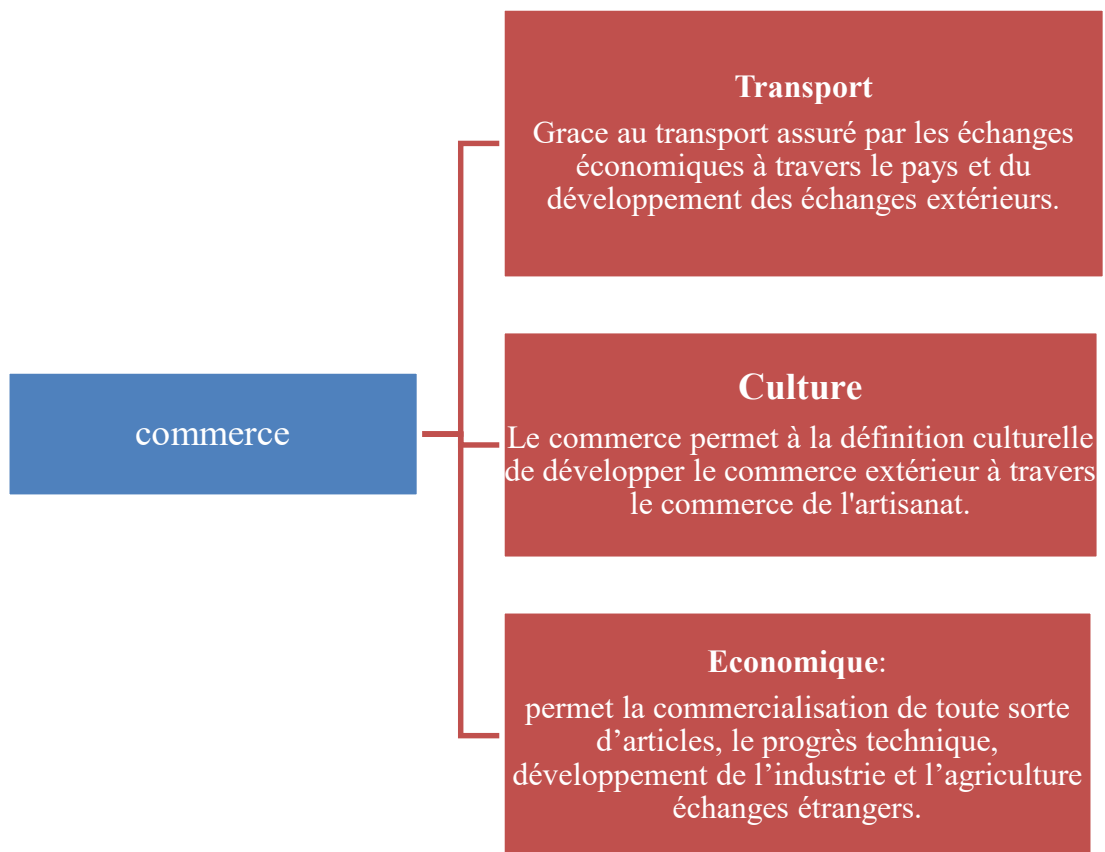 Transport
Grace au transport assuré par les échanges
économiques à travers le pays et du
développement des échanges extérieurs.
commerce
Culture
Le commerce permet à la définition culturelle
de développer le commerce extérieur à travers
le commerce de l'artisanat.
Economique:
permet la commercialisation de toute sorte
d’articles, le progrès technique,
développement de l’industrie et l’agriculture
échanges étrangers.